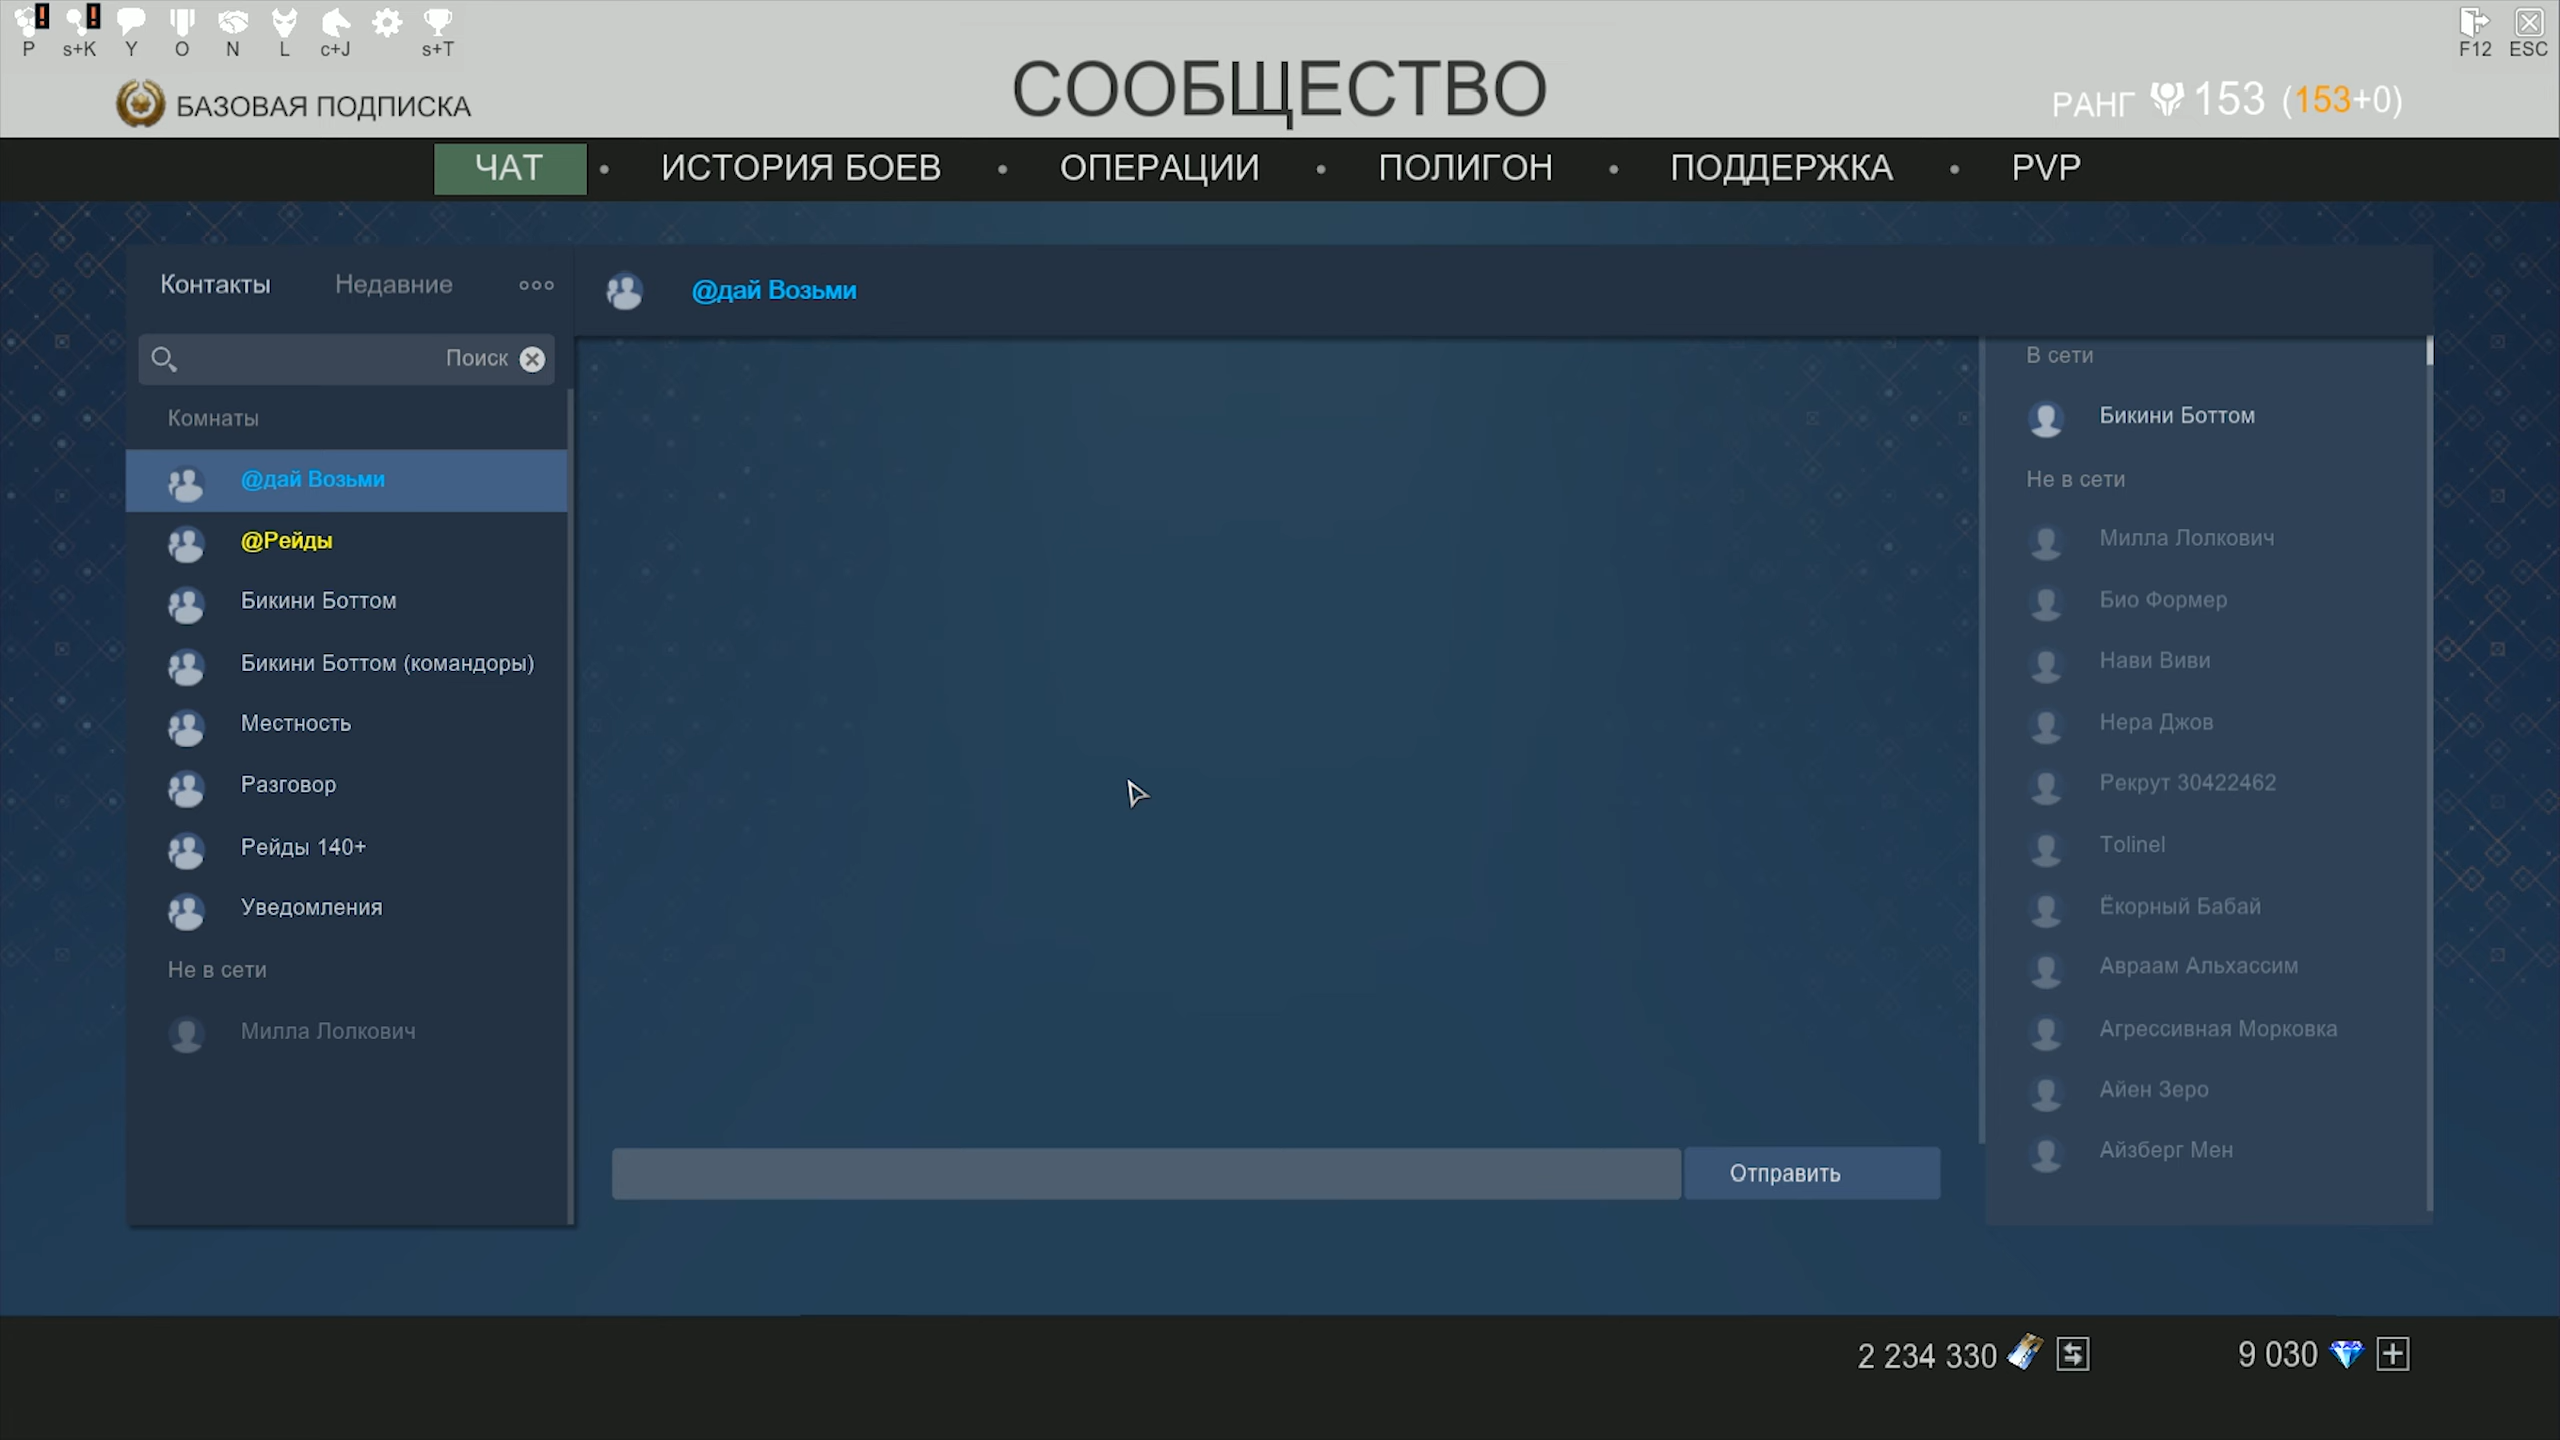 P s+K Y O N L c+J s+T F12 ESC
БАЗОВАЯ ПОДПИСКА
СООБЩЕСТВО
РАНГ 153 (153+0)
ЧАТ • ИСТОРИЯ БОЕВ • ОПЕРАЦИИ • ПОЛИГОН • ПОДДЕРЖКА • PVP
Контакты Недавние
Поиск
Комнаты
@дай Возьми
@Рейды
Бикини Боттом
Бикини Боттом (командоры)
Местность
Разговор
Рейды 140+
Уведомления
Не в сети
Милла Лолкович
@дай Возьми
Отправить
В сети
Бикини Боттом
Не в сети
Милла Лолкович
Био Формер
Нави Виви
Нера Джов
Рекрут 30422462
Tolinel
Ёкорный Бабай
Авраам Альхассим
Агрессивная Морковка
Айен Зеро
Айзберг Мен
2 234 330 9 030